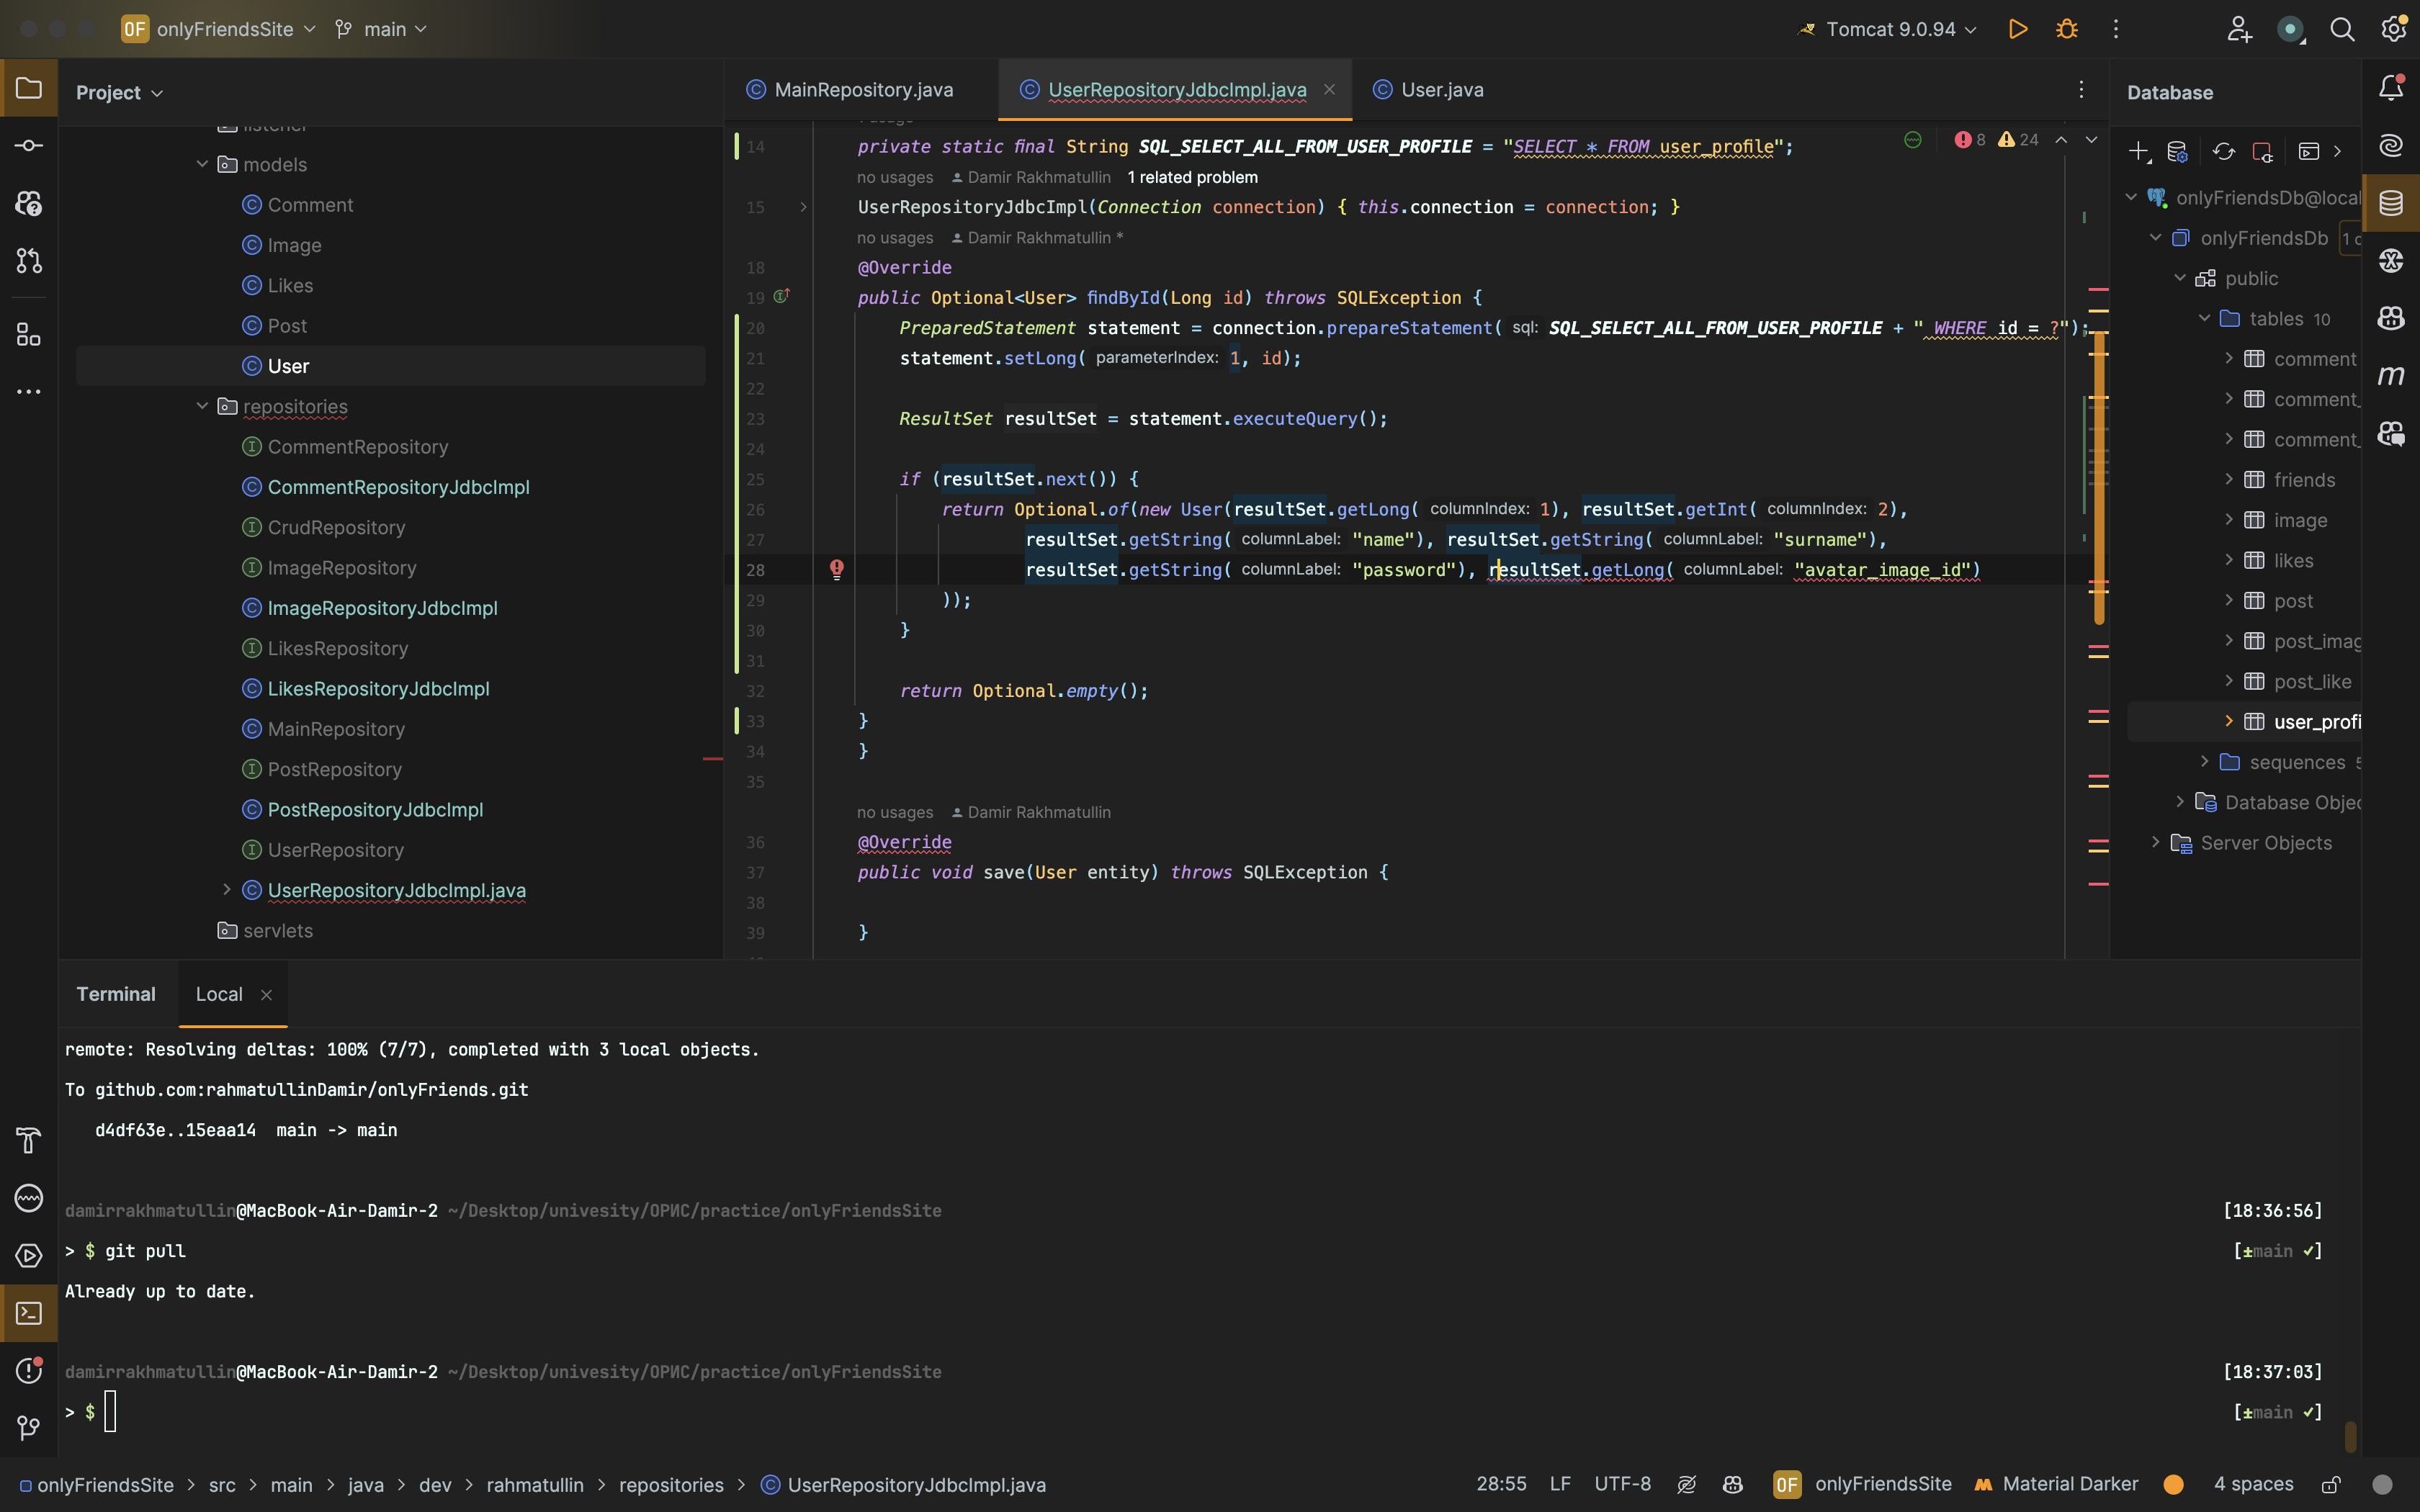 OF onlyFriendsSite main
Tomcat 9.0.94
Project
listener
models
Comment
Image
Likes
Post
User
repositories
CommentRepository
CommentRepositoryJdbcImpl
CrudRepository
ImageRepository
ImageRepositoryJdbcImpl
LikesRepository
LikesRepositoryJdbcImpl
MainRepository
PostRepository
PostRepositoryJdbcImpl
UserRepository
UserRepositoryJdbcImpl.java
servlets
MainRepository.java UserRepositoryJdbcImpl.java User.java
8 24
14 private static final String SQL_SELECT_ALL_FROM_USER_PROFILE = "SELECT * FROM user_profile";
no usages Damir Rakhmatullin 1 related problem
15 UserRepositoryJdbcImpl(Connection connection) { this.connection = connection; }
no usages Damir Rakhmatullin *
18 @Override
19 public Optional<User> findById(Long id) throws SQLException {
20 PreparedStatement statement = connection.prepareStatement( sql: SQL_SELECT_ALL_FROM_USER_PROFILE + " WHERE id = ?");
21 statement.setLong( parameterIndex: 1, id);
22
23 ResultSet resultSet = statement.executeQuery();
24
25 if (resultSet.next()) {
26 return Optional.of(new User(resultSet.getLong( columnIndex: 1), resultSet.getInt( columnIndex: 2),
27 resultSet.getString( columnLabel: "name"), resultSet.getString( columnLabel: "surname"),
28 resultSet.getString( columnLabel: "password"), resultSet.getLong( columnLabel: "avatar_image_id")
29 ));
30 }
31
32 return Optional.empty();
33 }
34 }
35
no usages Damir Rakhmatullin
36 @Override
37 public void save(User entity) throws SQLException {
38
39 }
Database
onlyFriendsDb@local
onlyFriendsDb 1
public
tables 10
comment
comment_
comment_
friends
image
likes
post
post_imag
post_like
user_profi
sequences 5
Database Objec
Server Objects
m
Terminal Local
remote: Resolving deltas: 100% (7/7), completed with 3 local objects.
To github.com:rahmatullinDamir/onlyFriends.git
d4df63e..15eaa14 main -> main
damirrakhmatullin@MacBook-Air-Damir-2 ~/Desktop/univesity/ОРИС/practice/onlyFriendsSite [18:36:56]
> $ git pull [±main ✓]
Already up to date.
damirrakhmatullin@MacBook-Air-Damir-2 ~/Desktop/univesity/ОРИС/practice/onlyFriendsSite [18:37:03]
> $ [±main ✓]
onlyFriendsSite > src > main > java > dev > rahmatullin > repositories > UserRepositoryJdbcImpl.java
28:55 LF UTF-8 OF onlyFriendsSite Material Darker 4 spaces